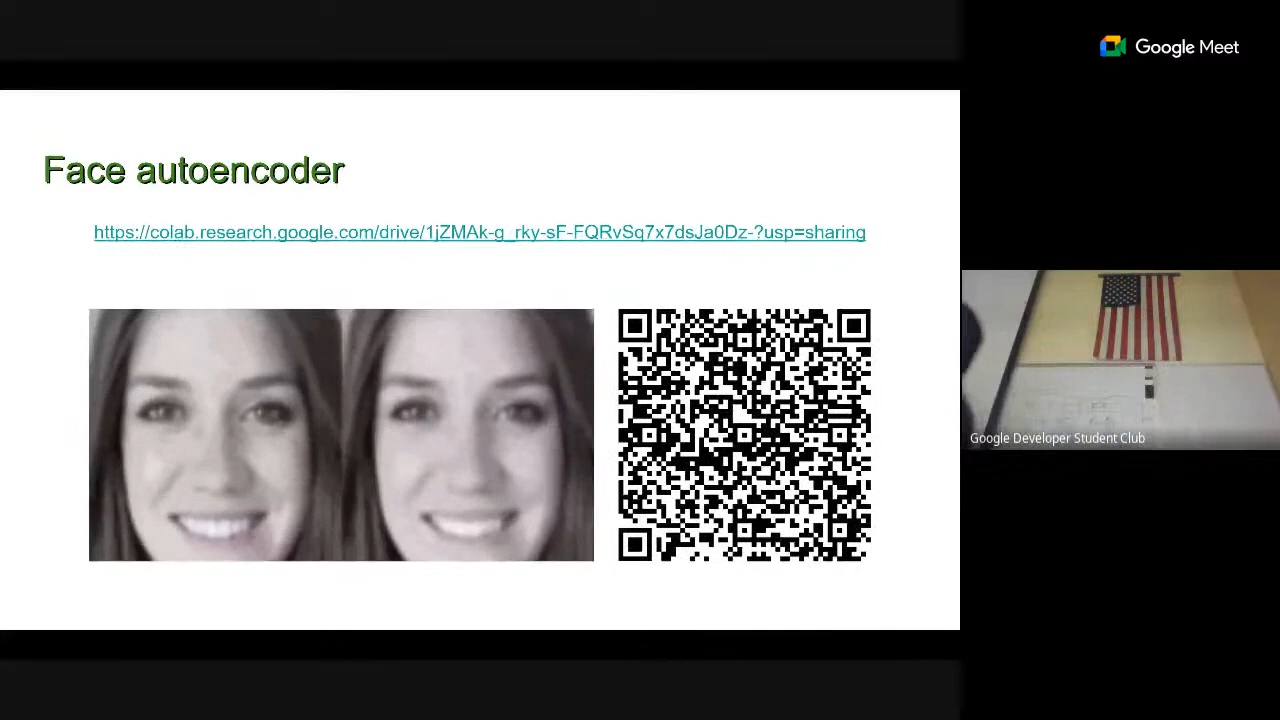 Google Meet
Face autoencoder
https://colab.research.google.com/drive/1jZMAk-g_rky-sF-FQRvSq7x7dsJa0Dz-?usp=sharing
Google Developer Student Club